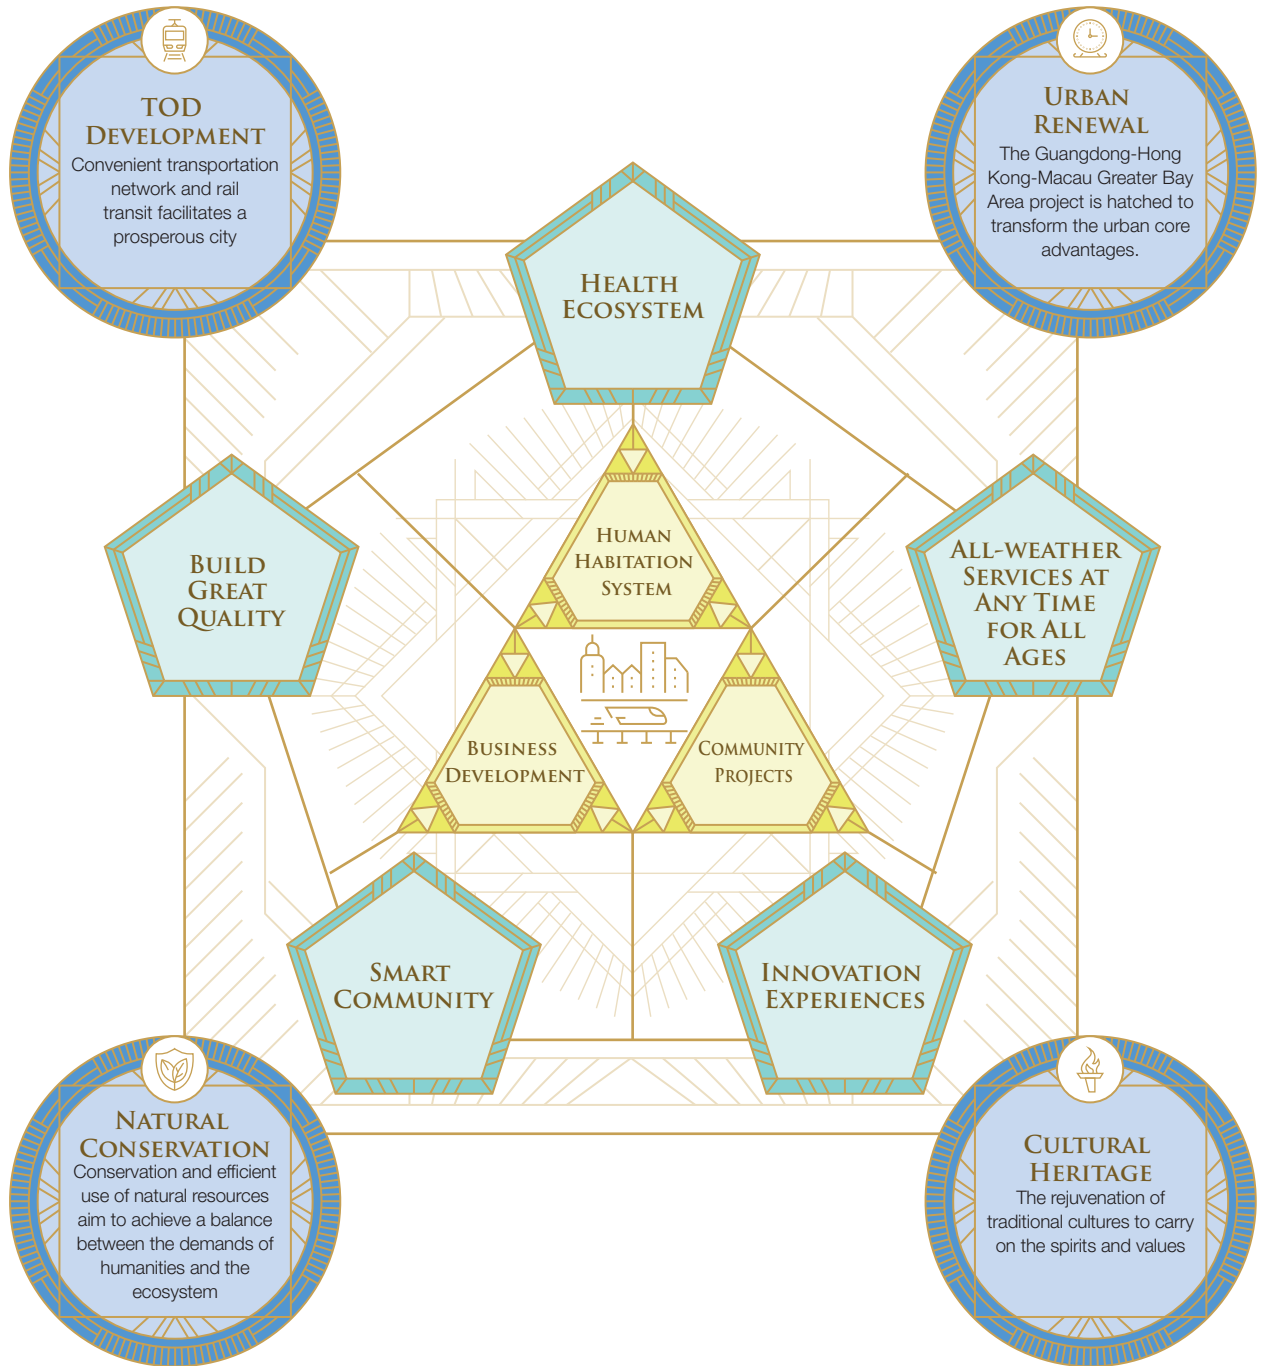 TOD
DEVELOPMENT
Convenient transportation
network and rail
transit facilitates a
prosperous city
URBAN
RENEWAL
The Guangdong-Hong
Kong-Macau Greater Bay
Area project is hatched to
transform the urban core
advantages.
HEALTH
ECOSYSTEM
BUILD
GREAT
QUALITY
ALL-WEATHER
SERVICES AT
ANY TIME
FOR ALL
AGES
HUMAN
HABITATION
SYSTEM
BUSINESS
DEVELOPMENT
COMMUNITY
PROJECTS
SMART
COMMUNITY
INNOVATION
EXPERIENCES
NATURAL
CONSERVATION
Conservation and efficient
use of natural resources
aim to achieve a balance
between the demands of
humanities and the
ecosystem
CULTURAL
HERITAGE
The rejuvenation of
traditional cultures to carry
on the spirits and values